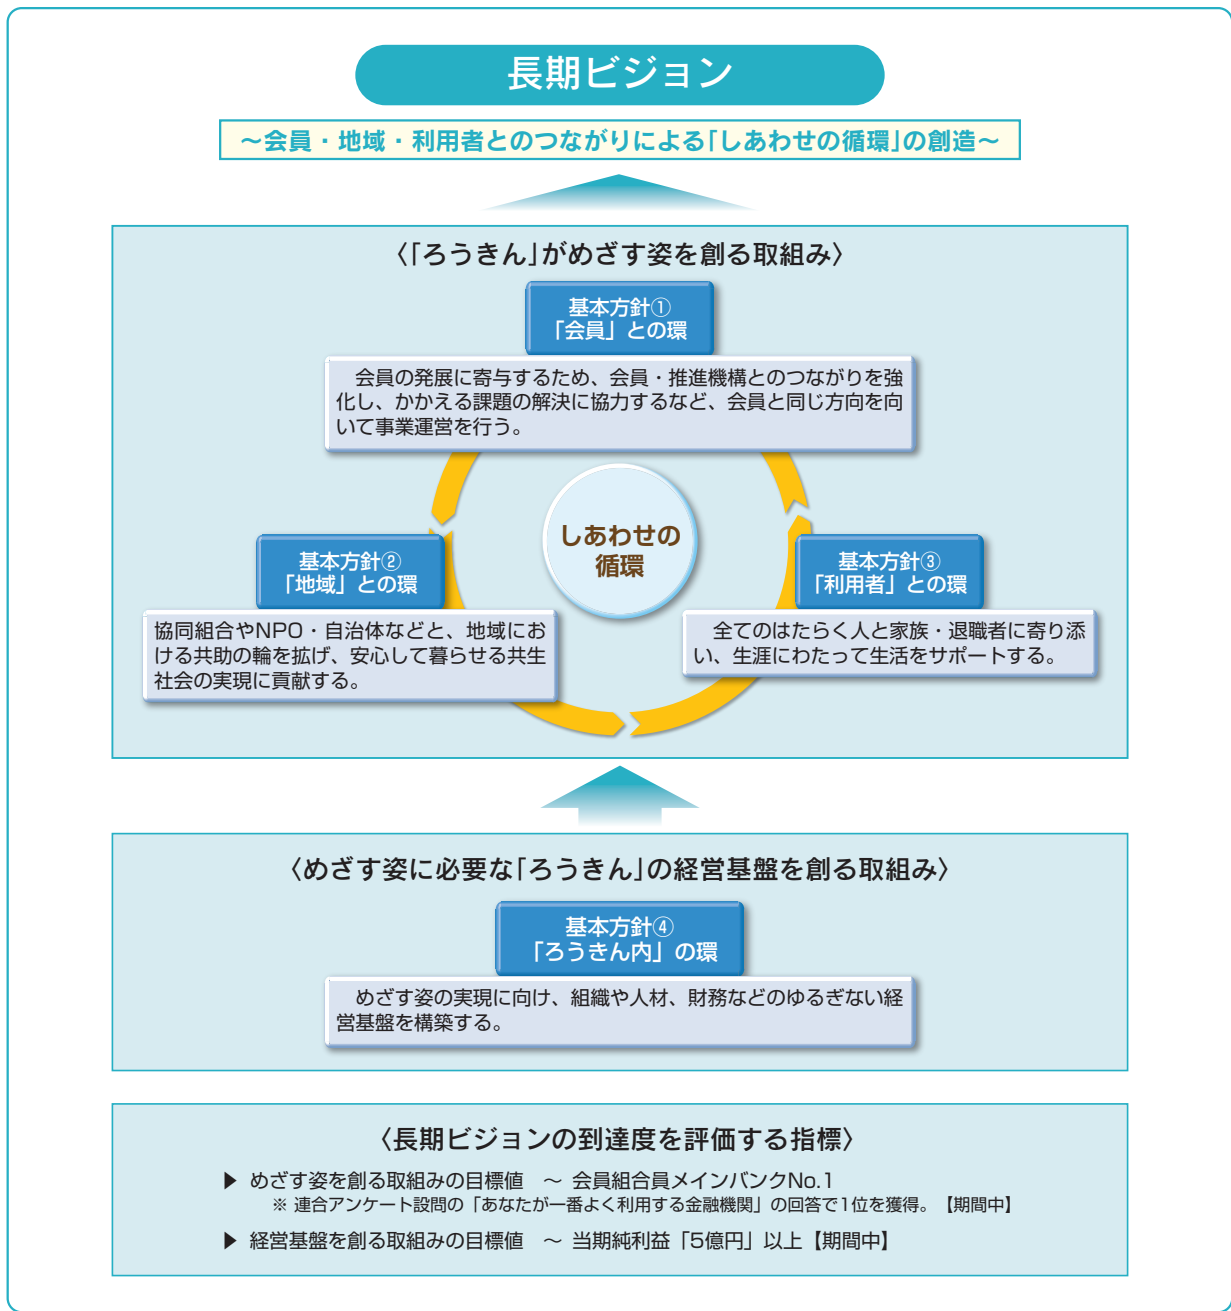 長期ビジョン
～会員・地域・利用者とのつながりによる「しあわせの循環」の創造～
〈「ろうきん」がめざす姿を創る取組み〉
基本方針①
「会員」との環
　会員の発展に寄与するため、会員・推進機構とのつながりを強
化し、かかえる課題の解決に協力するなど、会員と同じ方向を向
いて事業運営を行う。
しあわせの
循環
基本方針②
「地域」との環
協同組合やNPO・自治体などと、地域にお
ける共助の輪を拡げ、安心して暮らせる共生
社会の実現に貢献する。
基本方針③
「利用者」との環
　全てのはたらく人と家族・退職者に寄り添
い、生涯にわたって生活をサポートする。
〈めざす姿に必要な「ろうきん」の経営基盤を創る取組み〉
基本方針④
「ろうきん内」の環
　めざす姿の実現に向け、組織や人材、財務などのゆるぎない経
営基盤を構築する。
〈長期ビジョンの到達度を評価する指標〉
▶ めざす姿を創る取組みの目標値　～ 会員組合員メインバンクNo.1
※ 連合アンケート設問の「あなたが一番よく利用する金融機関」の回答で1位を獲得。【期間中】
▶ 経営基盤を創る取組みの目標値　～ 当期純利益「5億円」以上【期間中】